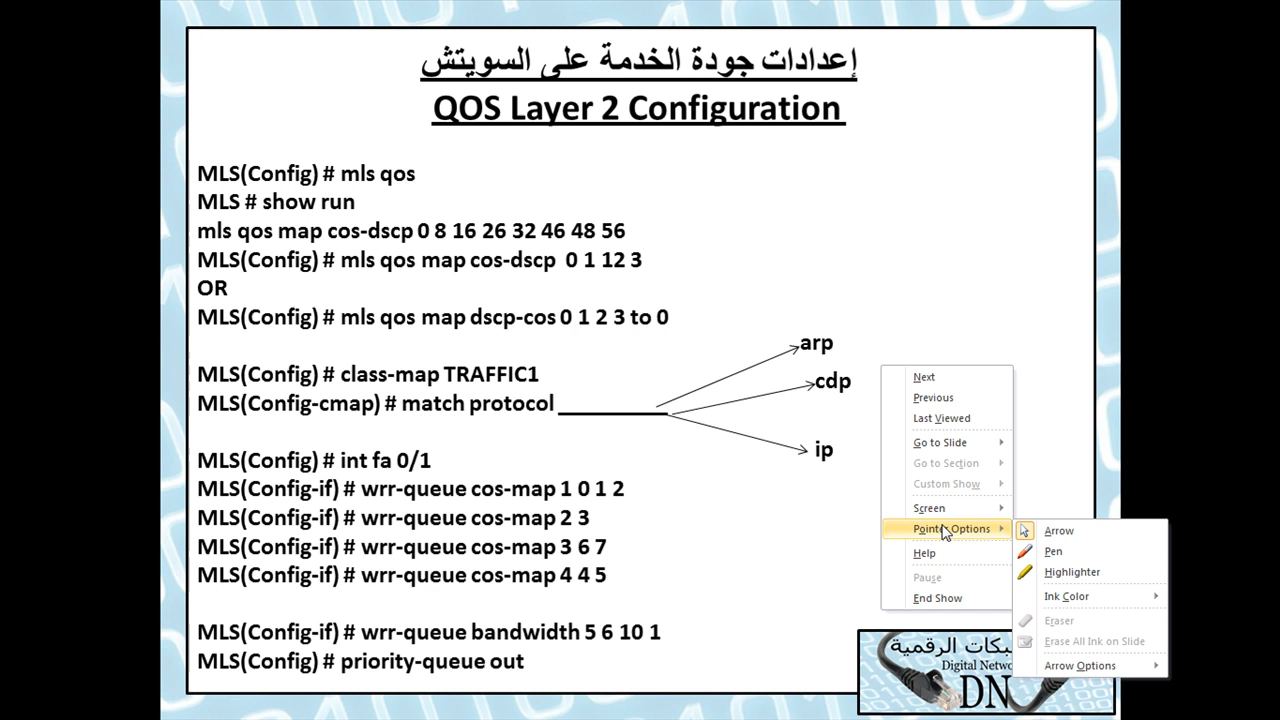 إعدادات جودة الخدمة على السويتش
QOS Layer 2 Configuration
MLS(Config) # mls qos
MLS # show run
mls qos map cos-dscp 0 8 16 26 32 46 48 56
MLS(Config) # mls qos map cos-dscp 0 1 12 3
OR
MLS(Config) # mls qos map dscp-cos 0 1 2 3 to 0
MLS(Config) # class-map TRAFFIC1
MLS(Config-cmap) # match protocol __________
arp
cdp
ip
MLS(Config) # int fa 0/1
MLS(Config-if) # wrr-queue cos-map 1 0 1 2
MLS(Config-if) # wrr-queue cos-map 2 3
MLS(Config-if) # wrr-queue cos-map 3 6 7
MLS(Config-if) # wrr-queue cos-map 4 4 5
MLS(Config-if) # wrr-queue bandwidth 5 6 10 1
MLS(Config) # priority-queue out
Next
Previous
Last Viewed
Go to Slide
Go to Section
Custom Show
Screen
Pointer Options
Help
Pause
End Show
Arrow
Pen
Highlighter
Ink Color
Eraser
Erase All Ink on Slide
Arrow Options
الرقمية
Digital
DN